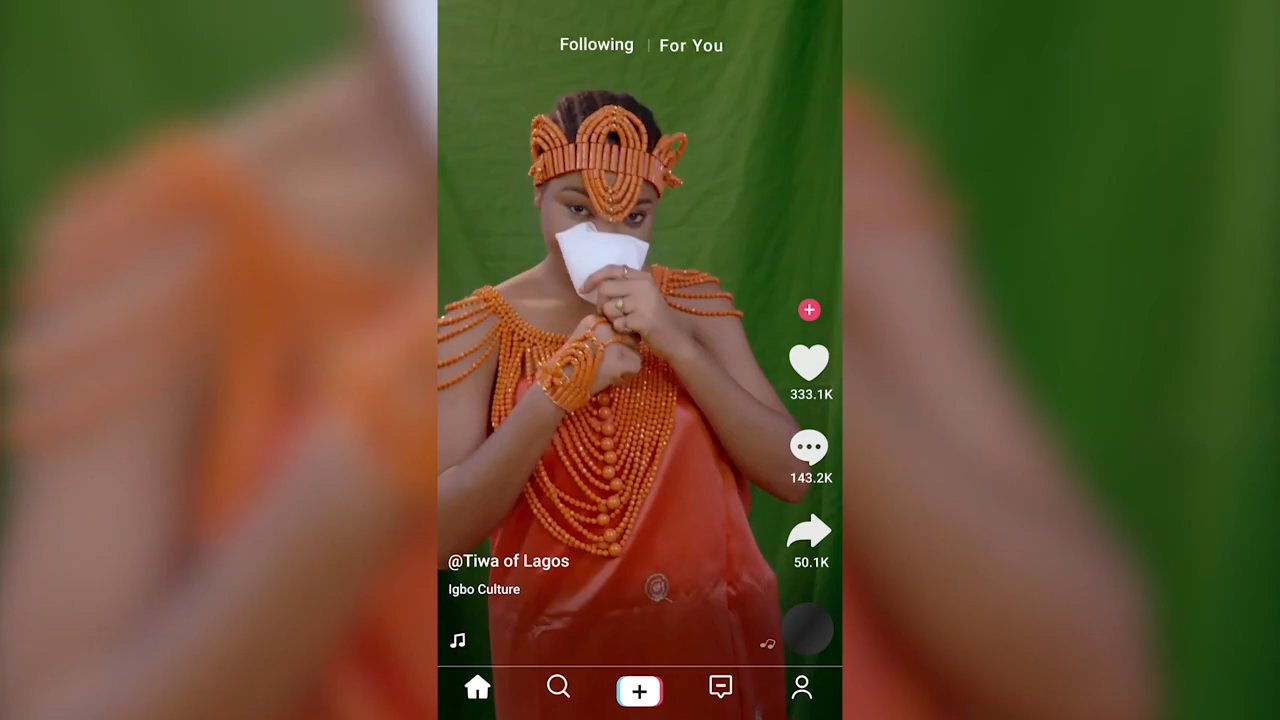 Following | For You
333.1K
143.2K
50.1K
@Tiwa of Lagos
Igbo Culture